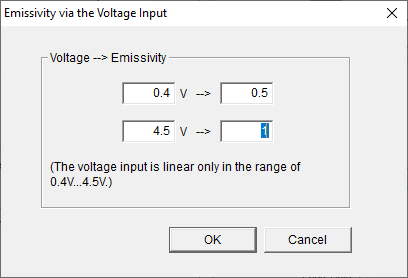 Emissivity via the Voltage Input
Voltage --> Emissivity
0.4 V --> 0.5
4.5 V --> 1
(The voltage input is linear only in the range of
0.4V...4.5V.)
OK Cancel